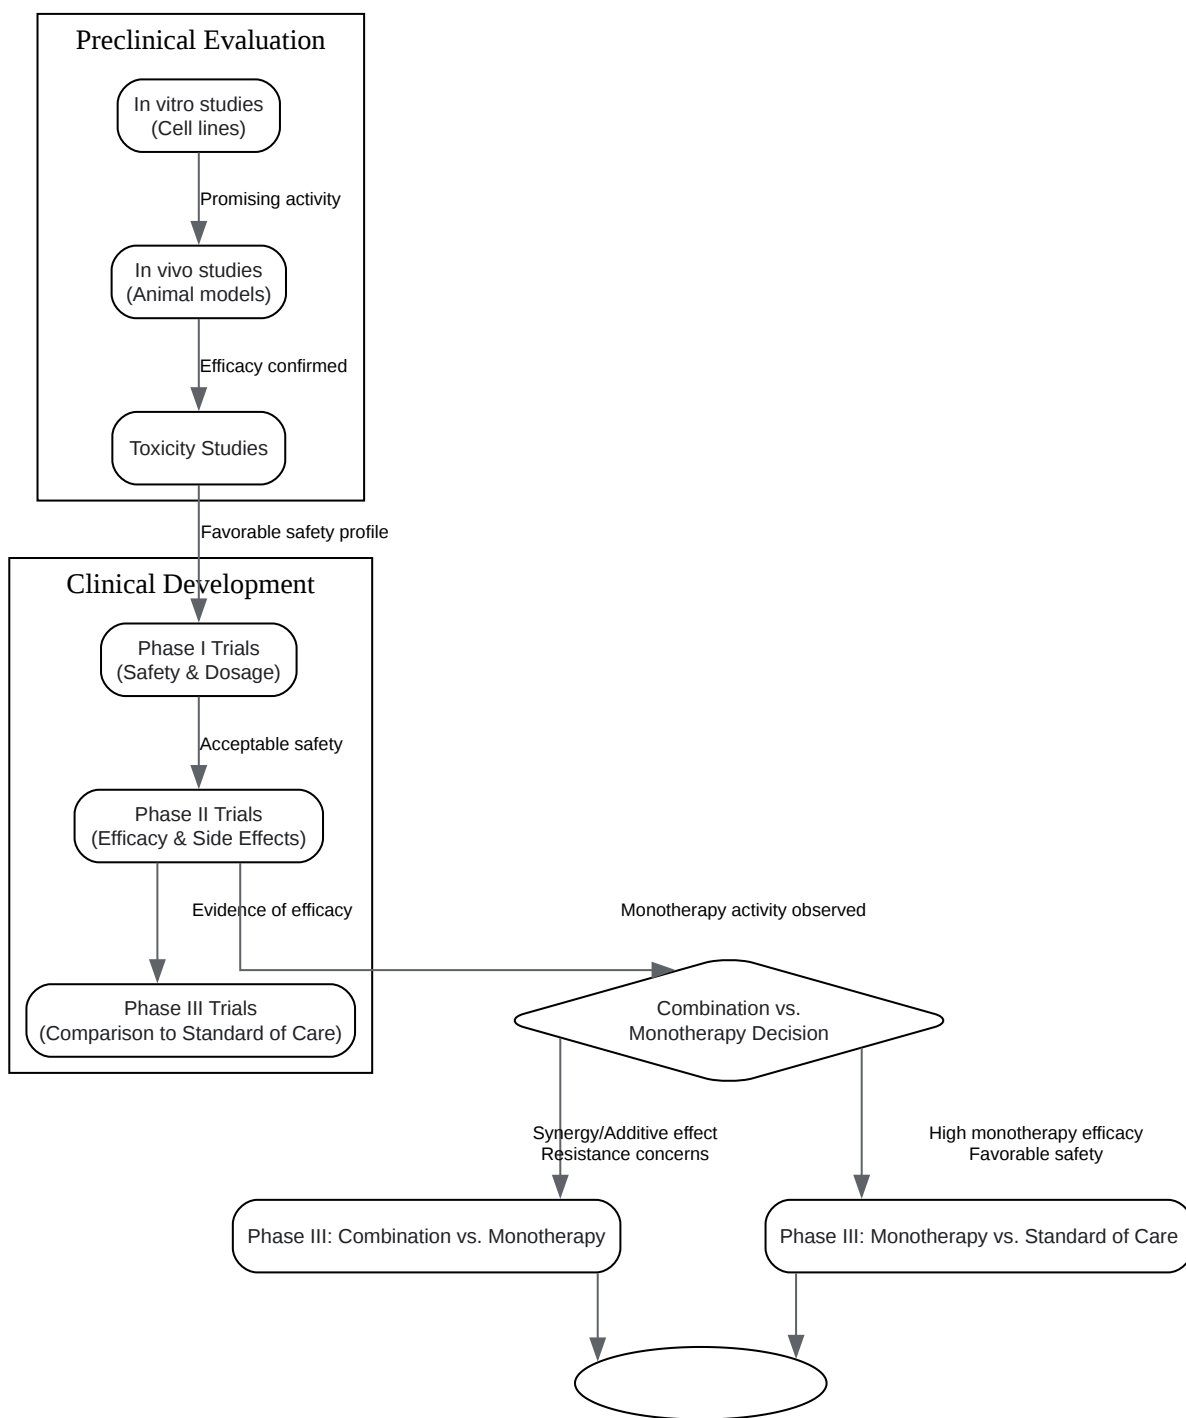 Preclinical Evaluation
In vitro studies
(Cell lines)
Promising activity
In vivo studies
(Animal models)
Efficacy confirmed
Toxicity Studies
Favorable safety profile
Clinical Development
Phase I Trials
(Safety & Dosage)
Acceptable safety
Phase II Trials
(Efficacy & Side Effects)
Evidence of efficacy
Monotherapy activity observed
Phase III Trials
(Comparison to Standard of Care)
Combination vs.
Monotherapy Decision
Synergy/Additive effect
Resistance concerns
High monotherapy efficacy
Favorable safety
Phase III: Combination vs. Monotherapy
Phase III: Monotherapy vs. Standard of Care